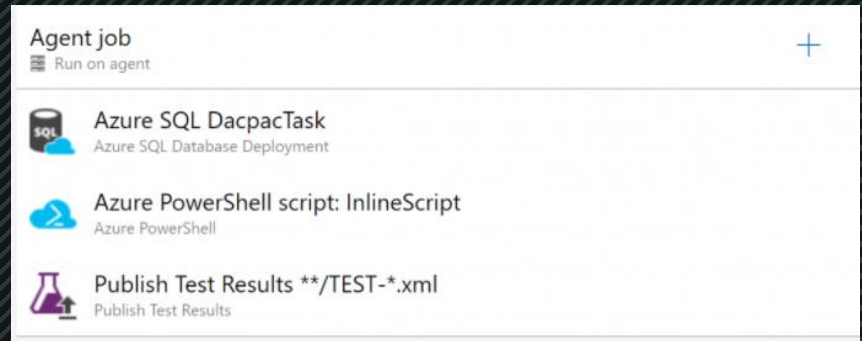 Agent job
Run on agent
SQL
Azure SQL DacpacTask
Azure SQL Database Deployment
Azure PowerShell script: InlineScript
Azure PowerShell
Publish Test Results **/TEST-*.xml
Publish Test Results